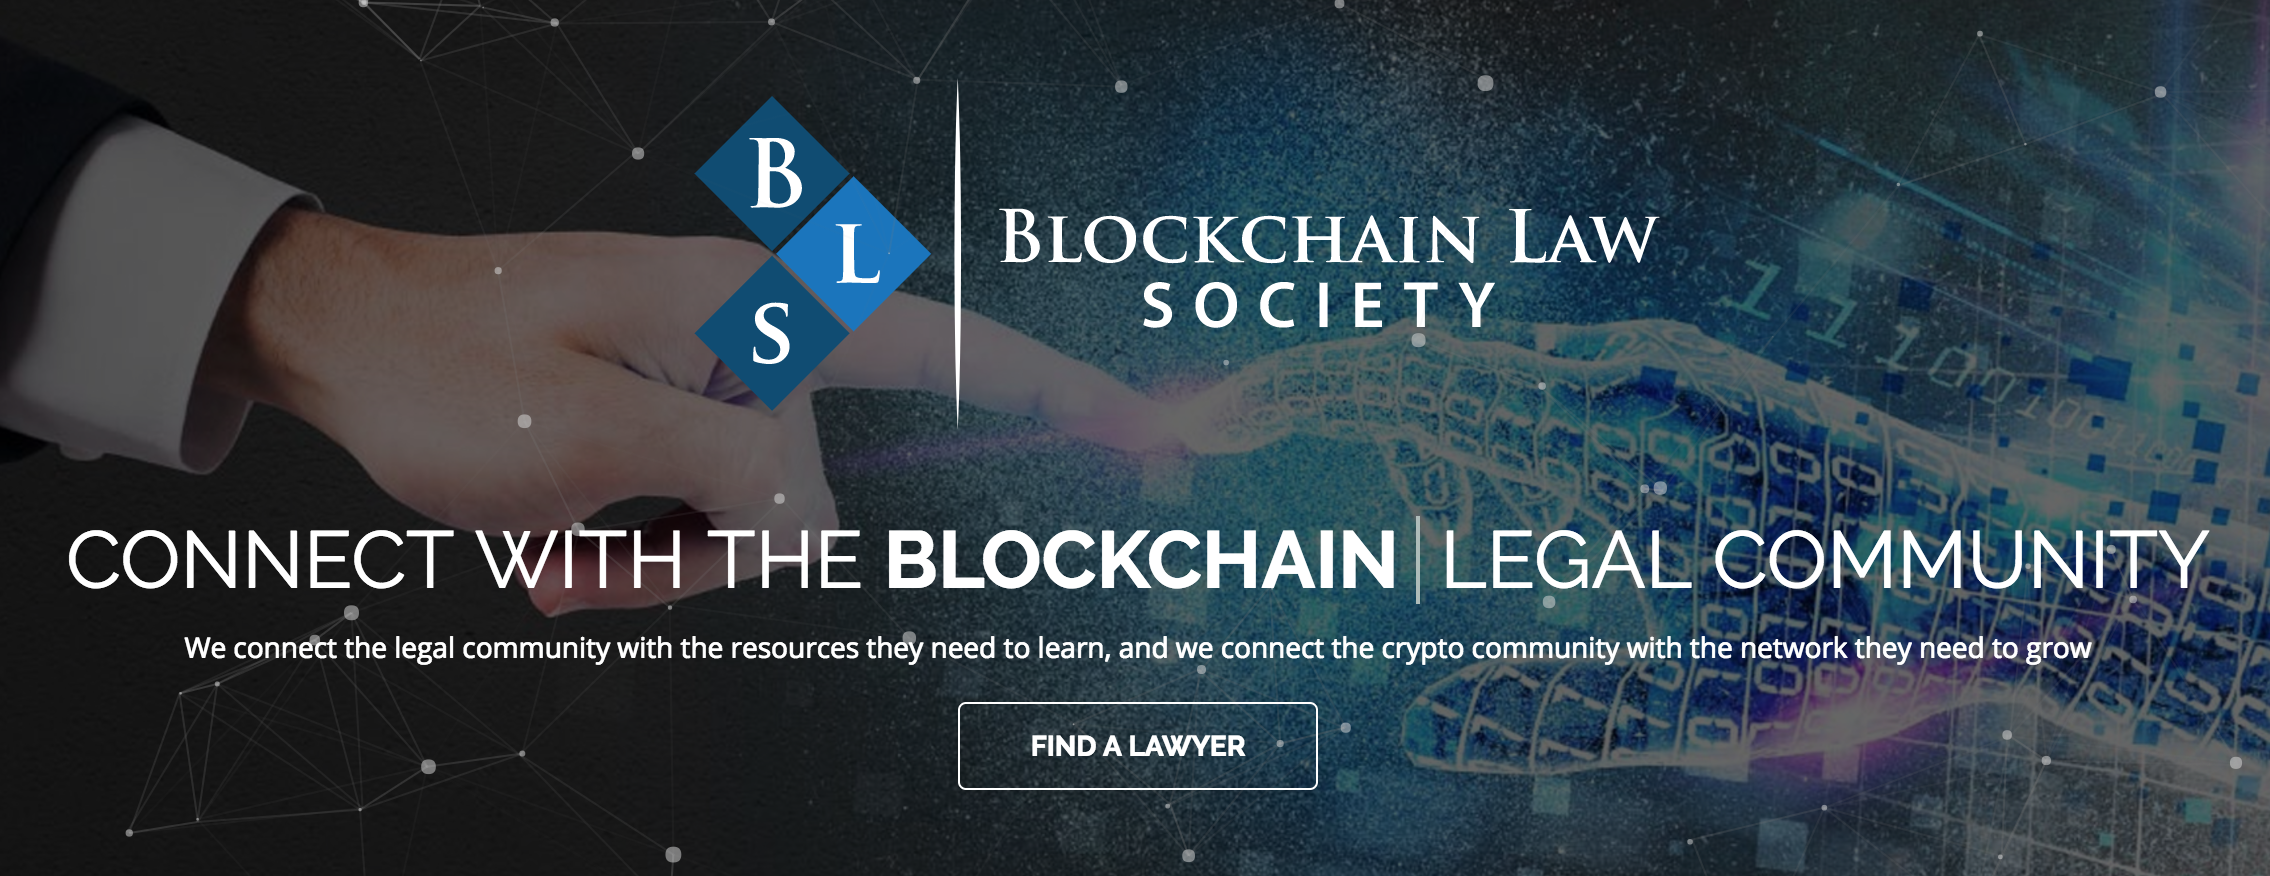 B
L
S
BLOCKCHAIN LAW
SOCIETY
CONNECT WITH THE BLOCKCHAIN LEGAL COMMUNITY
We connect the legal community with the resources they need to learn, and we connect the crypto community with the network they need to grow
FIND A LAWYER